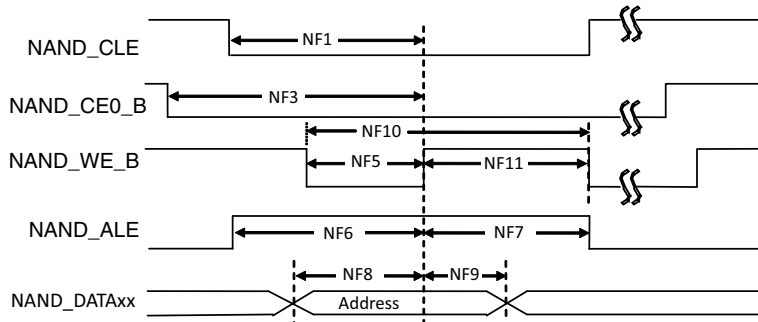 NAND_CLE
NF1
NAND_CE0_B
NF3
NF10
NAND_WE_B
NF5
NF11
NAND_ALE
NF6
NF7
NF8
NF9
NAND_DATAxx
Address